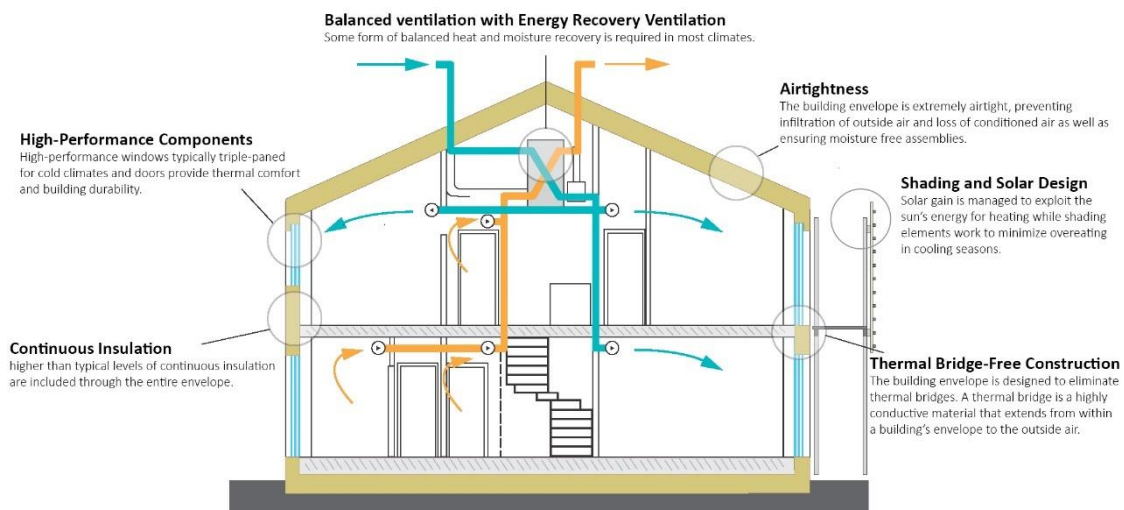 Balanced ventilation with Energy Recovery Ventilation
Some form of balanced heat and moisture recovery is required in most climates.
High-Performance Components
High-performance windows typically triple-paned
for cold climates and doors provide thermal comfort
and building durability.
Airtightness
The building envelope is extremely airtight, preventing
infiltration of outside air and loss of conditioned air as well as
ensuring moisture free assemblies.
Shading and Solar Design
Solar gain is managed to exploit the
sun's energy for heating while shading
elements work to minimize overeating
in cooling seasons.
Continuous Insulation
higher than typical levels of continuous insulation
are included through the entire envelope.
Thermal Bridge-Free Construction
The building envelope is designed to eliminate
thermal bridges. A thermal bridge is a highly
conductive material that extends from within
a building's envelope to the outside air.